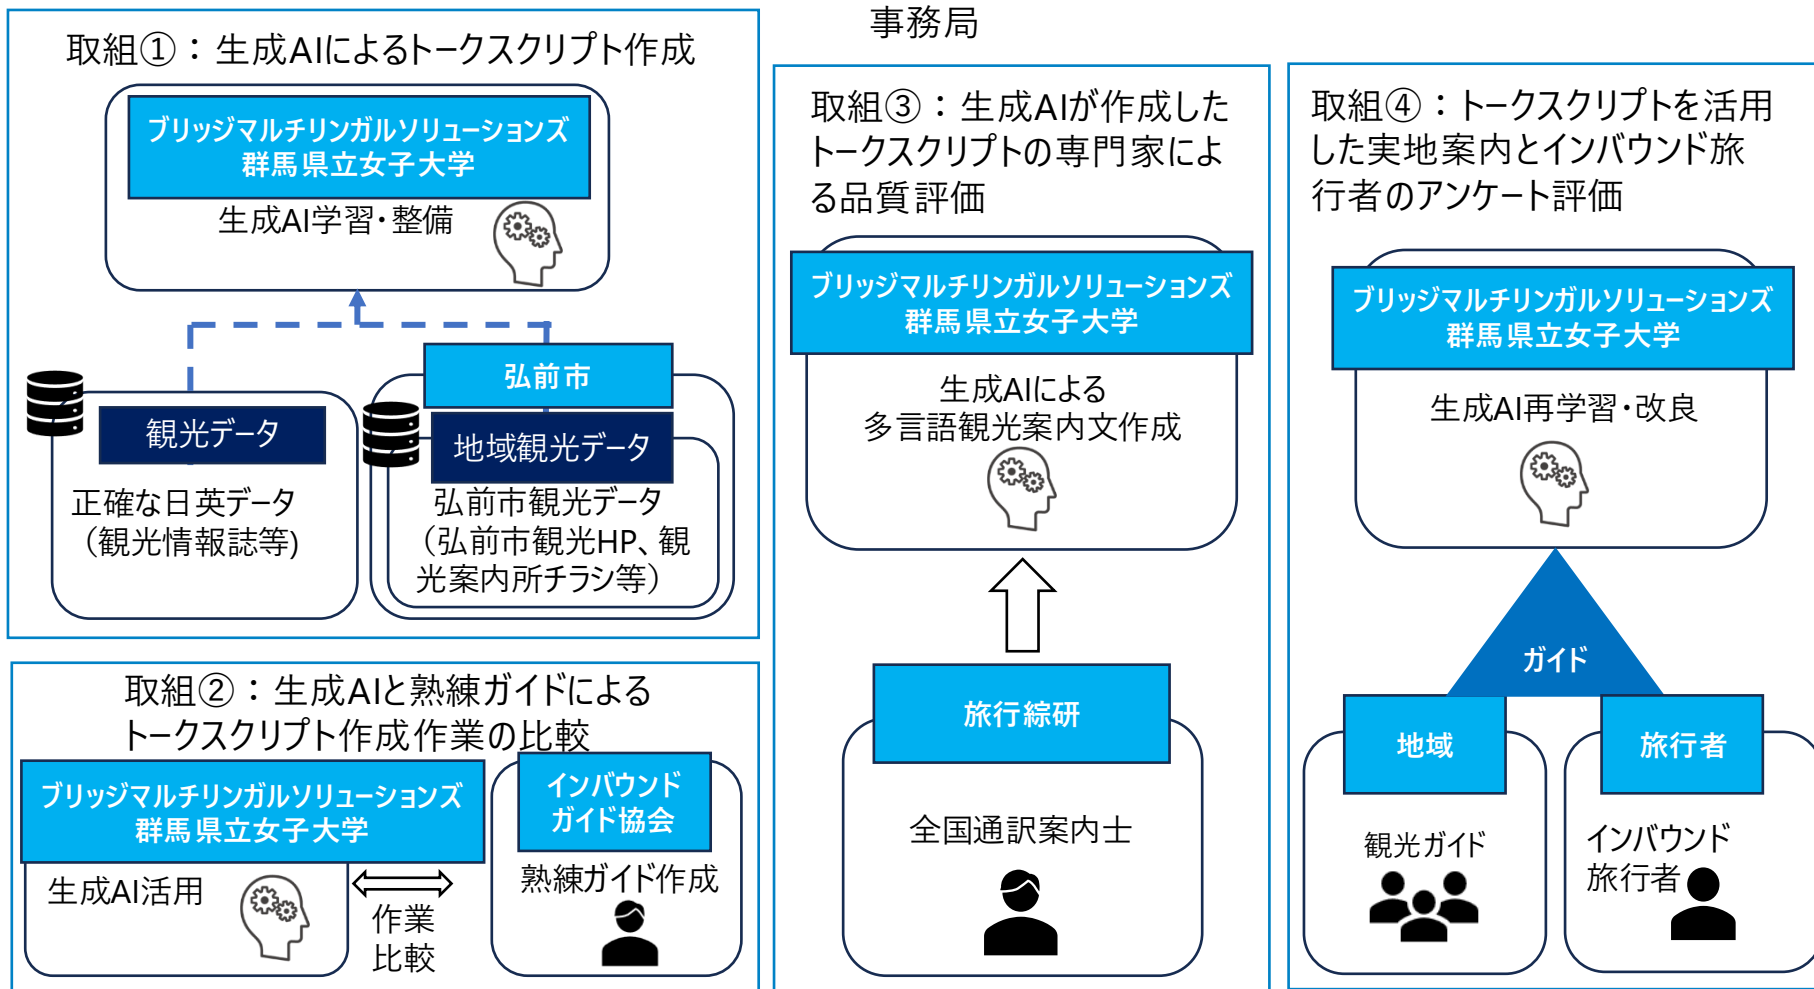 事務局
取組①：生成AIによるトークスクリプト作成
ブリッジマルチリンガルソリューションズ
群馬県立女子大学
生成AI学習・整備
観光データ
正確な日英データ
（観光情報誌等)
弘前市
地域観光データ
弘前市観光データ
（弘前市観光HP、観
光案内所チラシ等）
取組②：生成AIと熟練ガイドによる
トークスクリプト作成作業の比較
ブリッジマルチリンガルソリューションズ
群馬県立女子大学
生成AI活用
作業
比較
インバウンド
ガイド協会
熟練ガイド作成
取組③：生成AIが作成した
トークスクリプトの専門家によ
る品質評価
ブリッジマルチリンガルソリューションズ
群馬県立女子大学
生成AIによる
多言語観光案内文作成
旅行綜研
全国通訳案内士
取組④：トークスクリプトを活用
した実地案内とインバウンド旅
行者のアンケート評価
ブリッジマルチリンガルソリューションズ
群馬県立女子大学
生成AI再学習・改良
ガイド
地域
観光ガイド
旅行者
インバウンド
旅行者